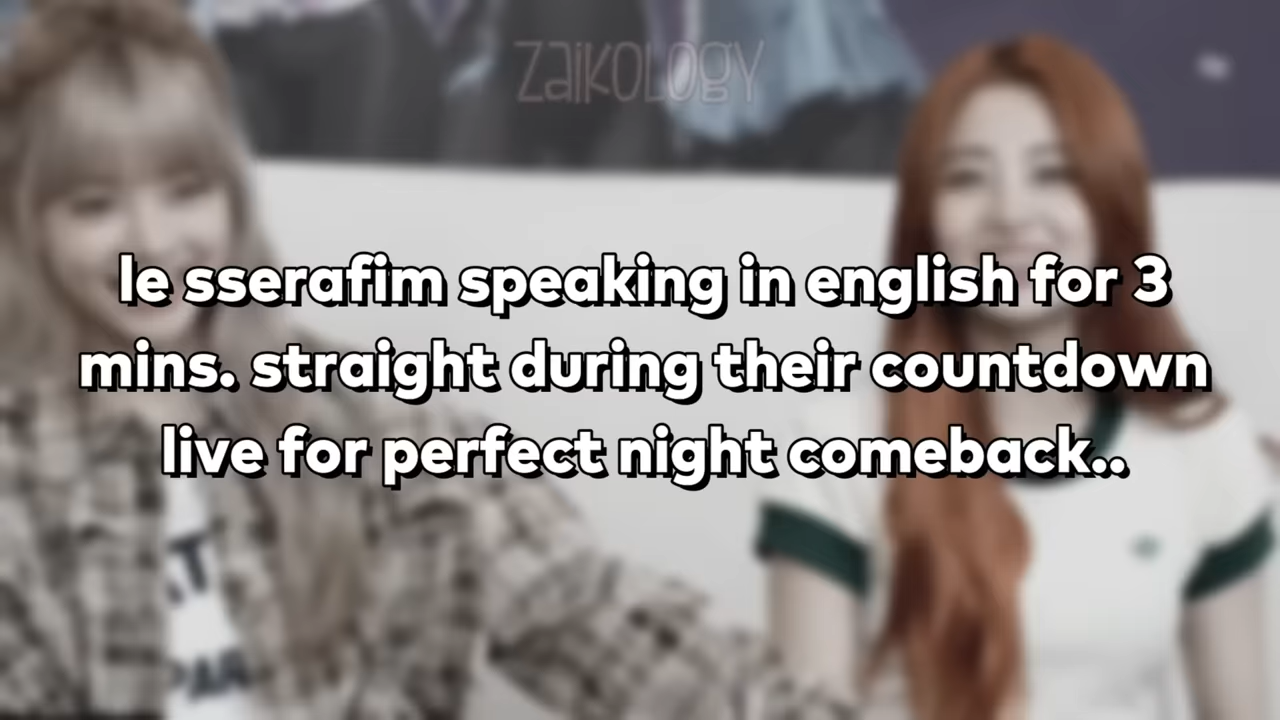 zaikology
le sserafim speaking in english for 3
mins. straight during their countdown
live for perfect night comeback..